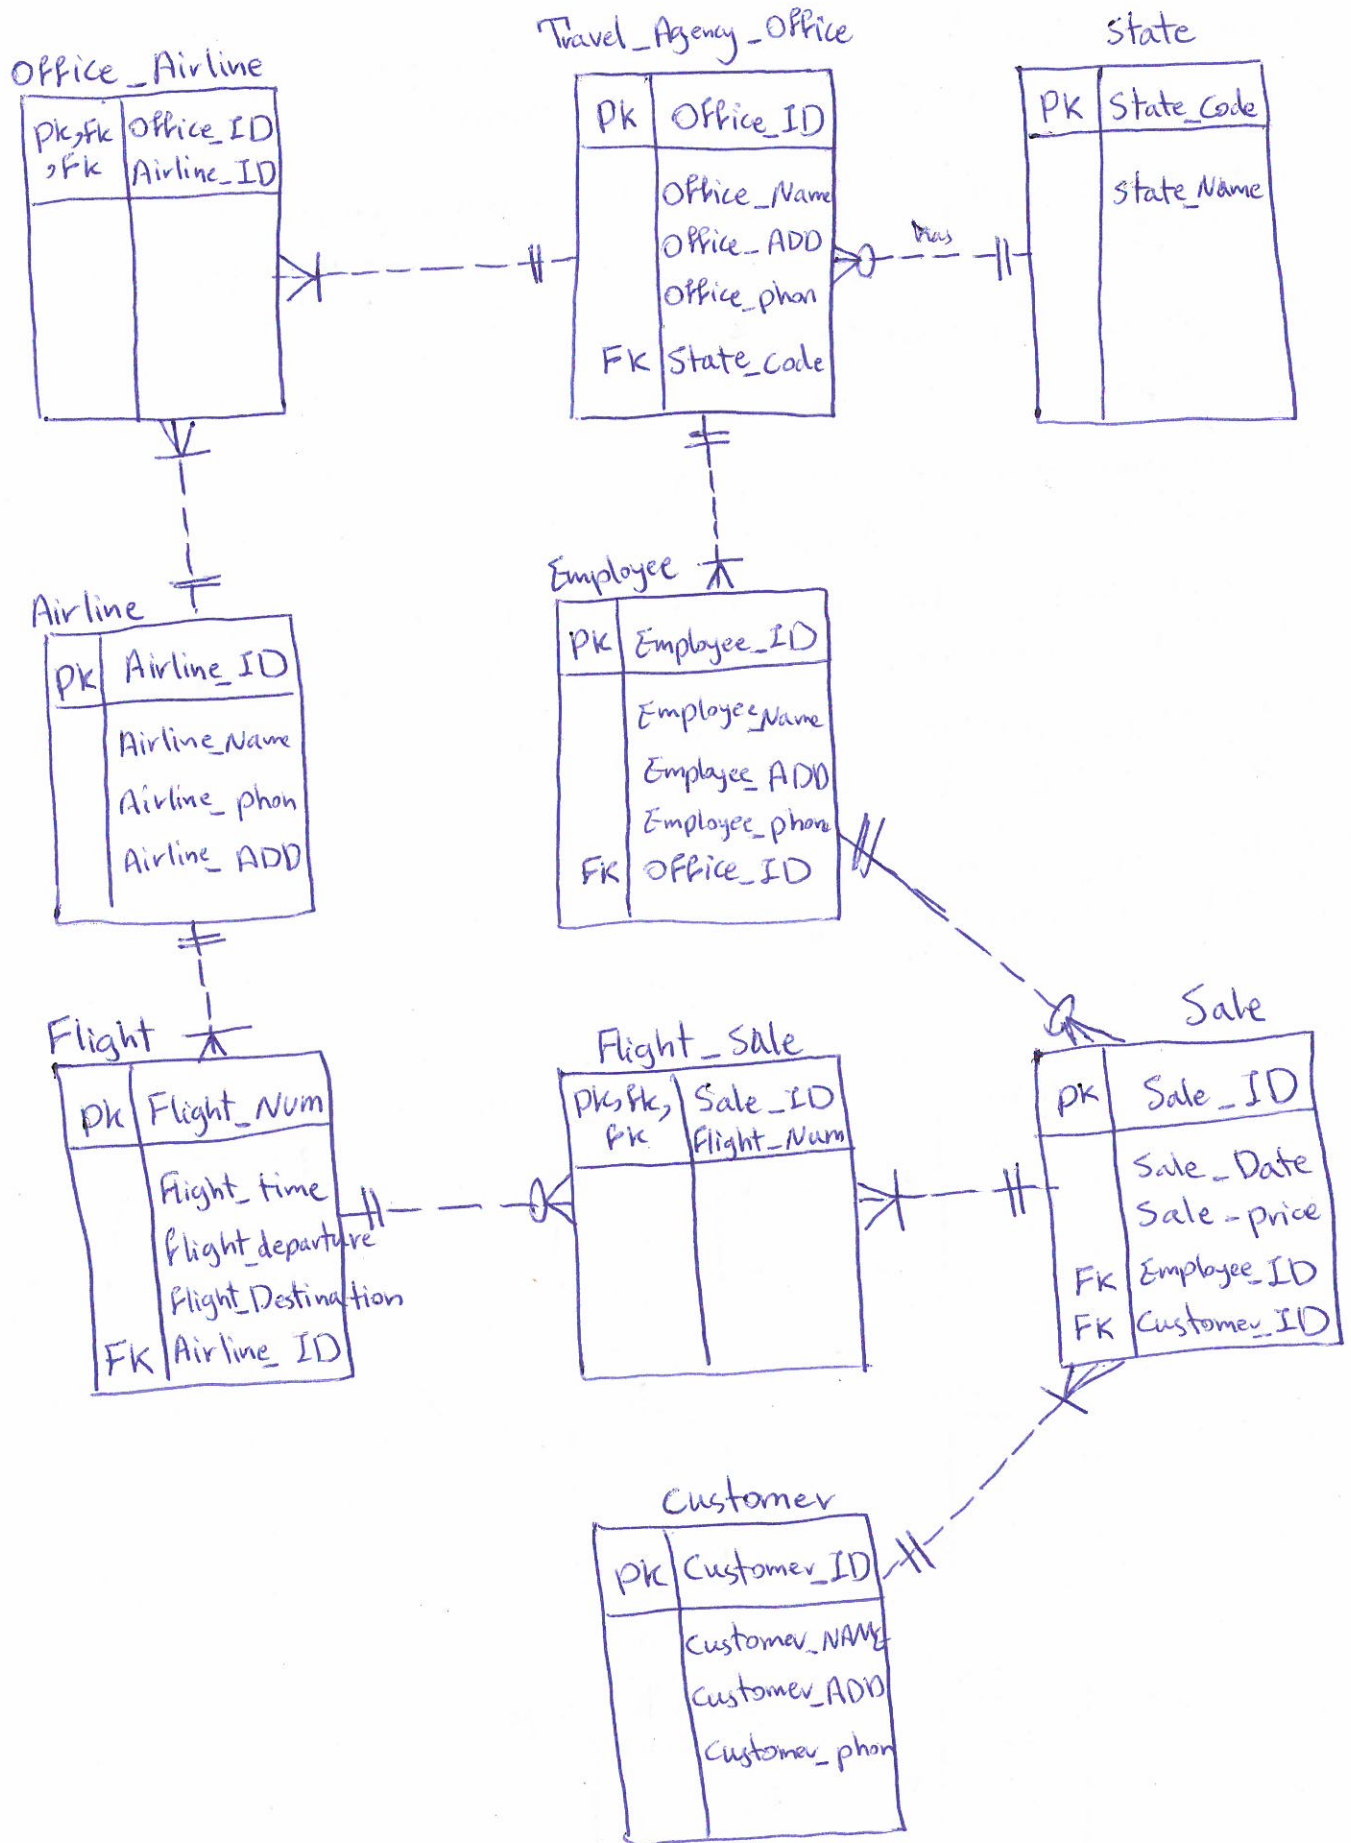 Office_Airline
PK,FK Office_ID
,FK Airline_ID
Travel_Agency_Office
PK Office_ID
Office_Name
Office_ADD
Office_phon
FK State_Code
has
State
PK State_Code
State_Name
Airline
PK Airline_ID
Airline_Name
Airline_phon
Airline_ADD
Employee
PK Employee_ID
Employee_Name
Employee_ADD
Employee_phone
FK Office_ID
Flight
PK Flight_Num
Flight_time
flight_departure
flight_Destination
FK Airline_ID
Flight_Sale
PK,FK, Sale_ID
FK Flight_Num
Sale
PK Sale_ID
Sale_Date
Sale-price
FK Employee_ID
FK Customer_ID
Customer
PK Customer_ID
Customer_NAME
Customer_ADD
Customer_phon